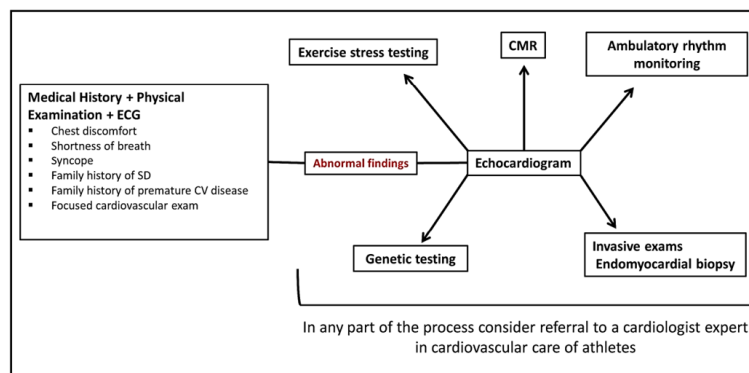 Medical History + Physical
Examination + ECG
▪ Chest discomfort
▪ Shortness of breath
▪ Syncope
▪ Family history of SD
▪ Family history of premature CV disease
▪ Focused cardiovascular exam
Abnormal findings
Echocardiogram
Exercise stress testing
CMR
Ambulatory rhythm
monitoring
Genetic testing
Invasive exams
Endomyocardial biopsy
In any part of the process consider referral to a cardiologist expert
in cardiovascular care of athletes